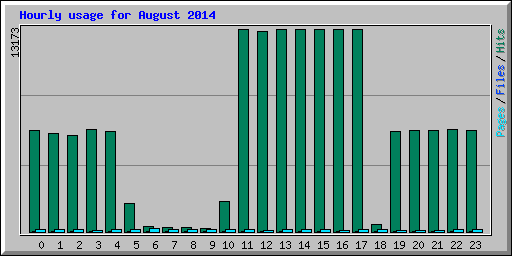 Hourly usage for August 2014
13173
Pages/Files/Hits
0 1 2 3 4 5 6 7 8 9 10 11 12 13 14 15 16 17 18 19 20 21 22 23